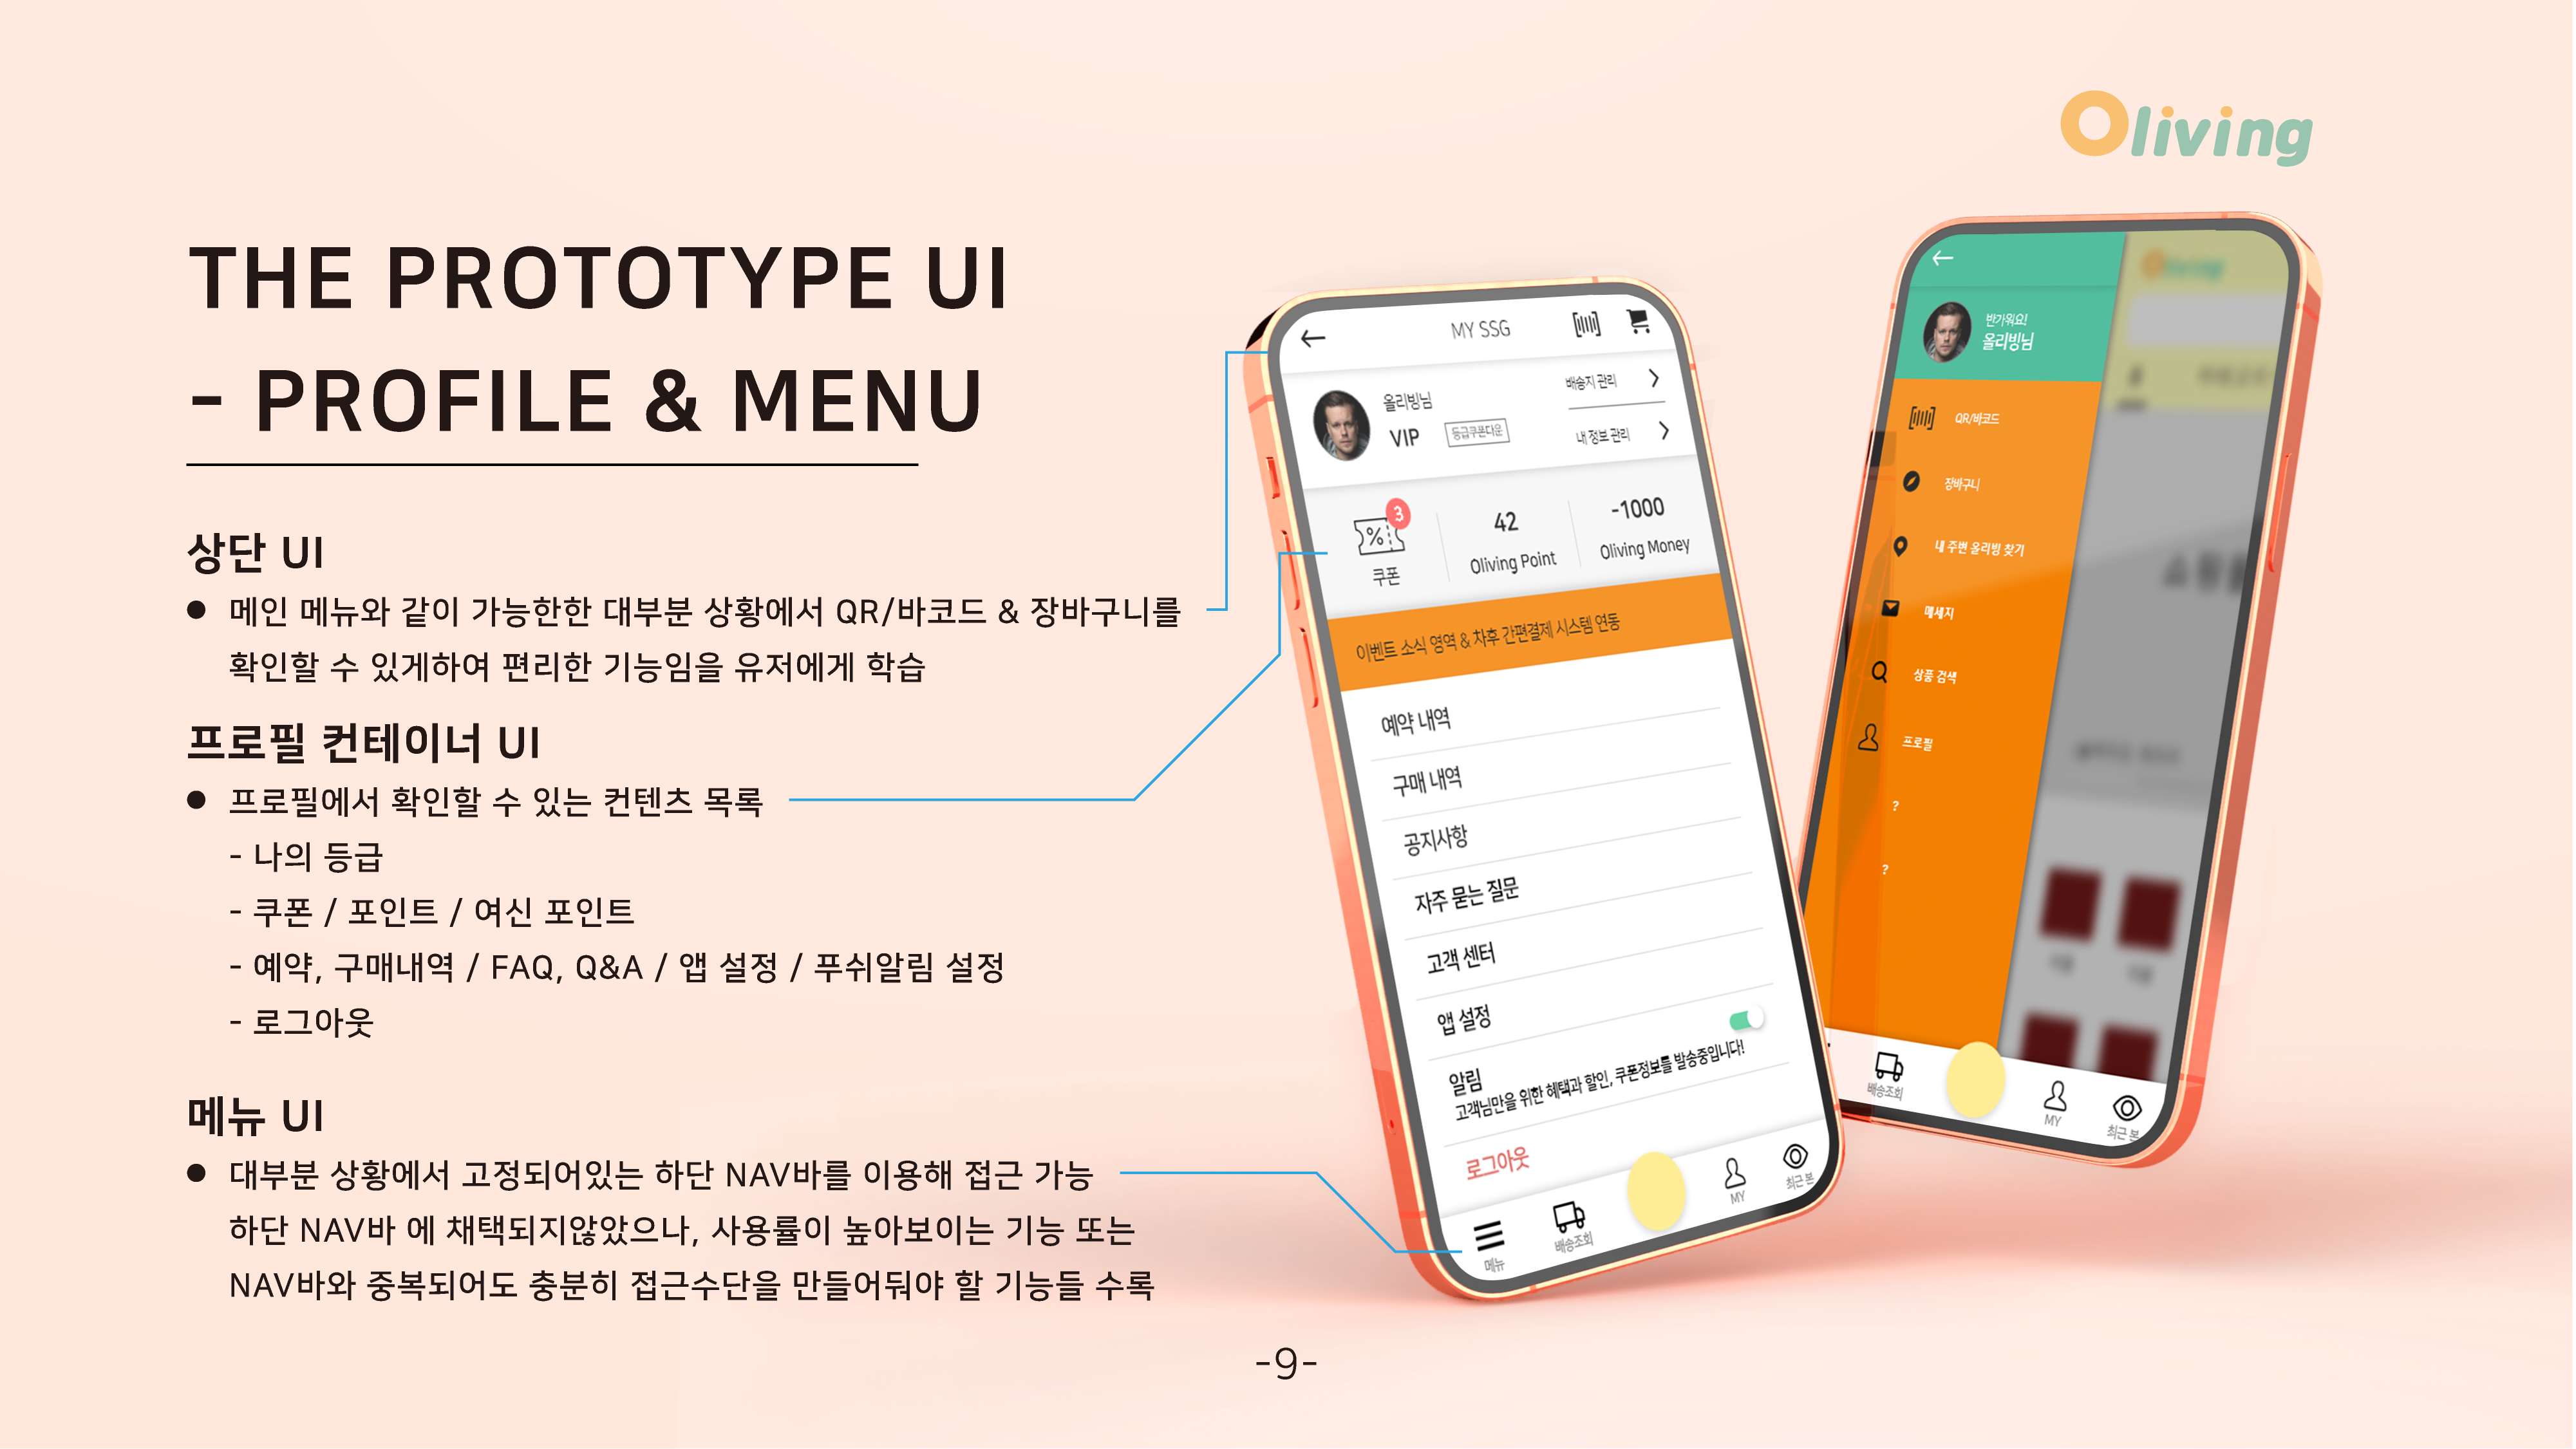 Oliving
THE PROTOTYPE UI
- PROFILE & MENU
상단 UI
● 메인 메뉴와 같이 가능한한 대부분 상황에서 QR/바코드 & 장바구니를
확인할 수 있게하여 편리한 기능임을 유저에게 학습
프로필 컨테이너 UI
● 프로필에서 확인할 수 있는 컨텐츠 목록
- 나의 등급
- 쿠폰 / 포인트 / 여신 포인트
- 예약, 구매내역 / FAQ, Q&A / 앱 설정 / 푸쉬알림 설정
- 로그아웃
메뉴 UI
● 대부분 상황에서 고정되어있는 하단 NAV바를 이용해 접근 가능
하단 NAV바 에 채택되지않았으나, 사용률이 높아보이는 기능 또는
NAV바와 중복되어도 충분히 접근수단을 만들어둬야 할 기능들 수록
MY SSG
올리빙님
VIP 등급쿠폰다운
배송지 관리
내 정보 관리
3
%
쿠폰
42
Oliving Point
-1000
Oliving Money
이벤트 소식 영역 & 차후 간편결제 시스템 연동
예약 내역
구매 내역
공지사항
자주 묻는 질문
고객 센터
앱 설정
알림
고객님만을 위한 혜택과 할인, 쿠폰정보를 발송중입니다!
로그아웃
메뉴
배송조회
MY
최근 본
반가워요!
올리빙님
Oliving
QR/바코드
장바구니
내 주변 올리빙 찾기
메세지
상품 검색
프로필
?
?
배송조회
MY
최근 본
-9-